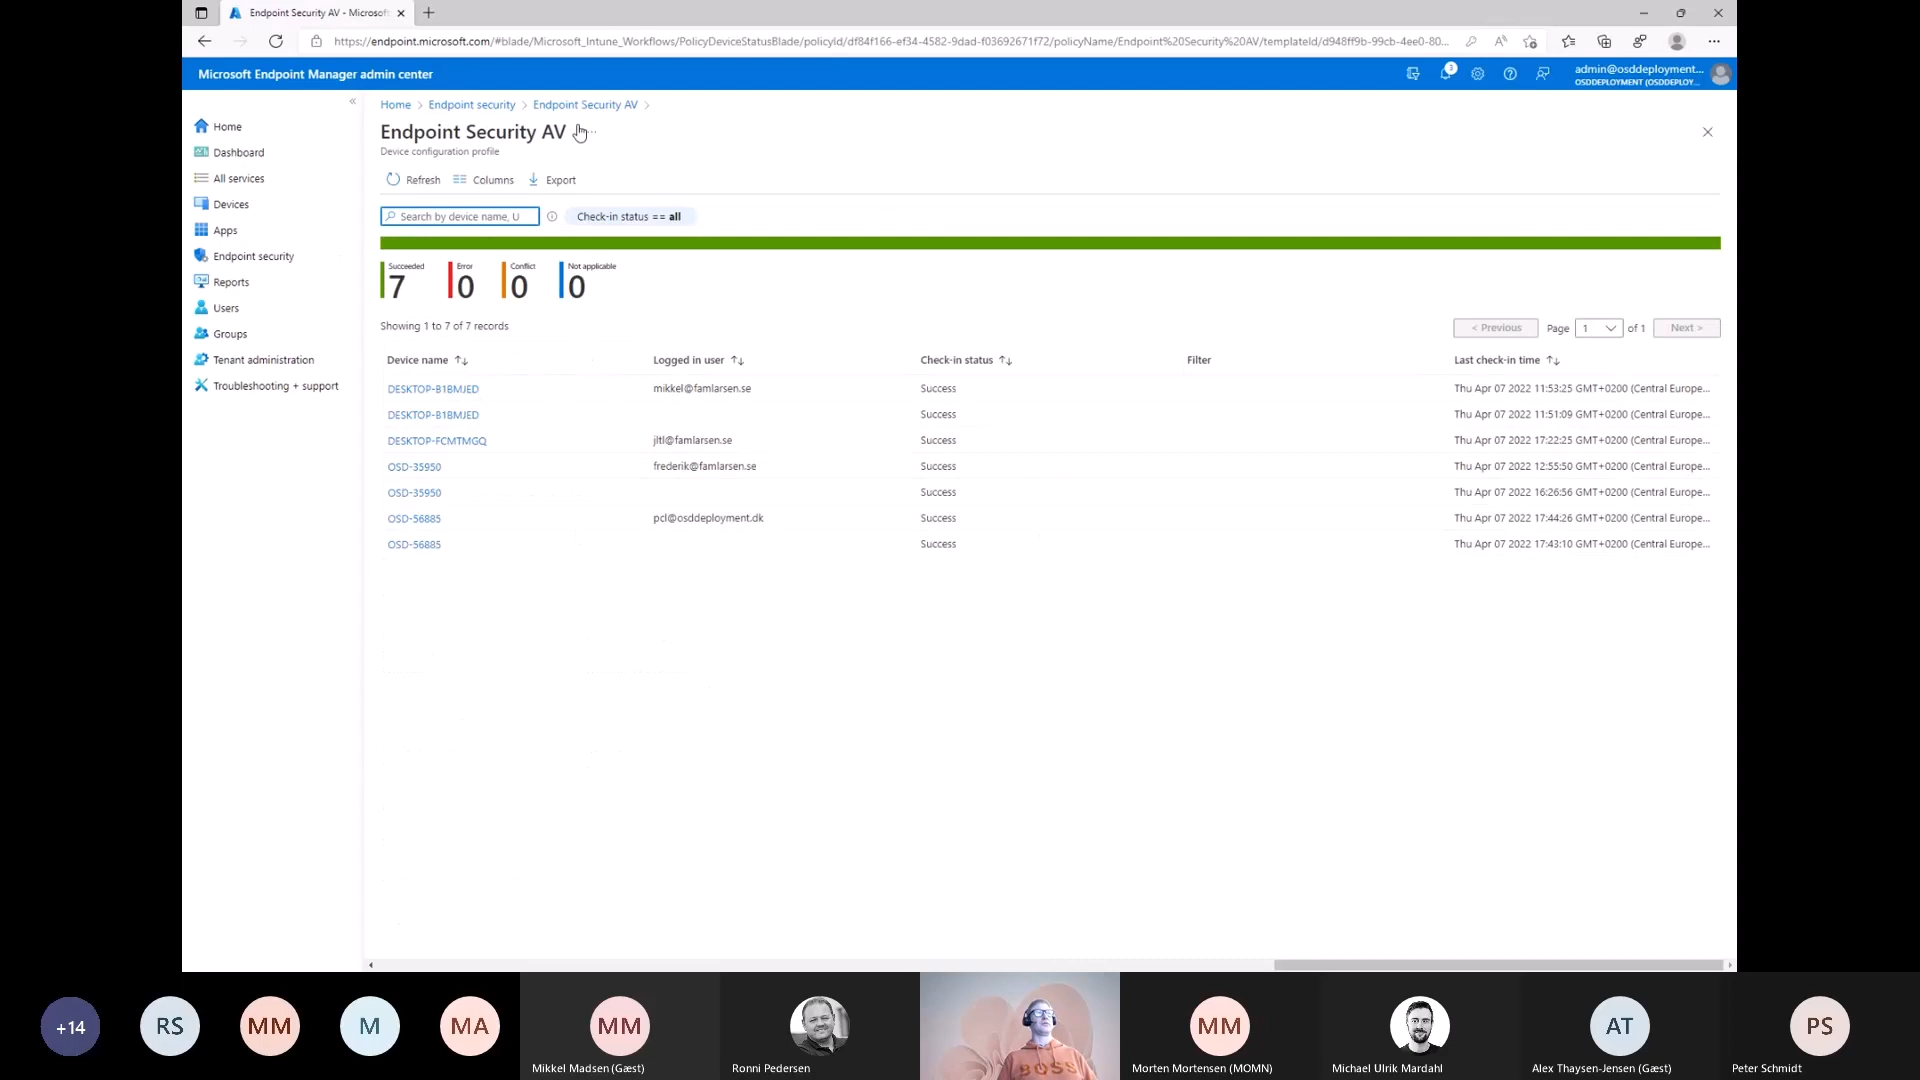 Endpoint Security AV - Microsoft
https://endpoint.microsoft.com/#blade/Microsoft_Intune_Workflows/PolicyDeviceStatusBlade/policyId/df84f166-ef34-4582-9dad-f03692671f72/policyName/Endpoint%20Security%20AV/templateId/d948ff9b-99cb-4ee0-80...
Microsoft Endpoint Manager admin center
3
admin@osddeployment...
OSDDEPLOYMENT (OSDDEPLOY...
Home > Endpoint security > Endpoint Security AV >
Endpoint Security AV ...
Device configuration profile
Home
Dashboard
All services
Devices
Apps
Endpoint security
Reports
Users
Groups
Tenant administration
Troubleshooting + support
Refresh Columns Export
Search by device name, U
Check-in status == all
Succeeded Error Conflict Not applicable
7 0 0 0
Showing 1 to 7 of 7 records
< Previous Page 1 of 1 Next >
Device name Logged in user Check-in status Filter Last check-in time
DESKTOP-B1BMJED mikkel@famlarsen.se Success Thu Apr 07 2022 11:53:25 GMT+0200 (Central Europe...
DESKTOP-B1BMJED Success Thu Apr 07 2022 11:51:09 GMT+0200 (Central Europe...
DESKTOP-FCMTMGQ jltl@famlarsen.se Success Thu Apr 07 2022 17:22:25 GMT+0200 (Central Europe...
OSD-35950 frederik@famlarsen.se Success Thu Apr 07 2022 12:55:50 GMT+0200 (Central Europe...
OSD-35950 Success Thu Apr 07 2022 16:26:56 GMT+0200 (Central Europe...
OSD-56885 pcl@osddeployment.dk Success Thu Apr 07 2022 17:44:26 GMT+0200 (Central Europe...
OSD-56885 Success Thu Apr 07 2022 17:43:10 GMT+0200 (Central Europe...
+14 RS MM M MA MM MM AT PS
BOSS
Mikkel Madsen (Gæst) Ronni Pedersen Morten Mortensen (MOMN) Michael Ulrik Mardahl Alex Thaysen-Jensen (Gæst) Peter Schmidt